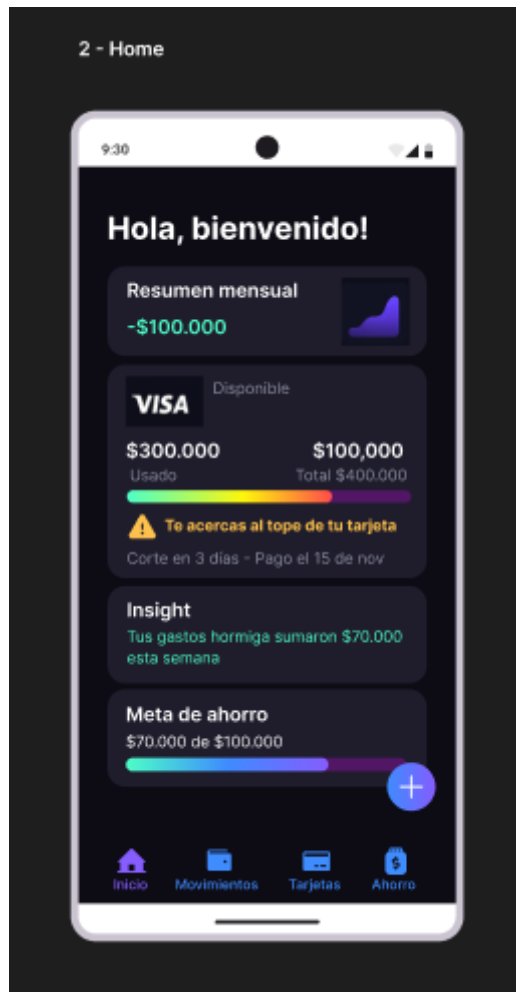 2 - Home
9:30
Hola, bienvenido!
Resumen mensual
-$100.000
VISA
Disponible
$300.000 $100,000
Usado Total $400.000
Te acercas al tope de tu tarjeta
Corte en 3 días - Pago el 15 de nov
Insight
Tus gastos hormiga sumaron $70.000
esta semana
Meta de ahorro
$70.000 de $100.000
Inicio Movimientos Tarjetas Ahorro